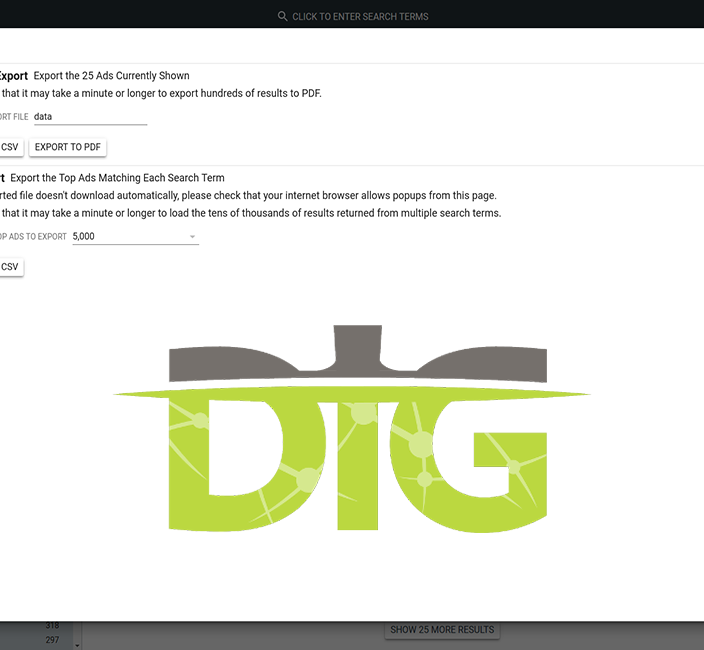 CLICK TO ENTER SEARCH TERMS
Export Export the 25 Ads Currently Shown
that it may take a minute or longer to export hundreds of results to PDF.
ORT FILE data
CSV EXPORT TO PDF
rt Export the Top Ads Matching Each Search Term
rted file doesn't download automatically, please check that your internet browser allows popups from this page.
that it may take a minute or longer to load the tens of thousands of results returned from multiple search terms.
OP ADS TO EXPORT 5,000
CSV
DIG
318
297
SHOW 25 MORE RESULTS